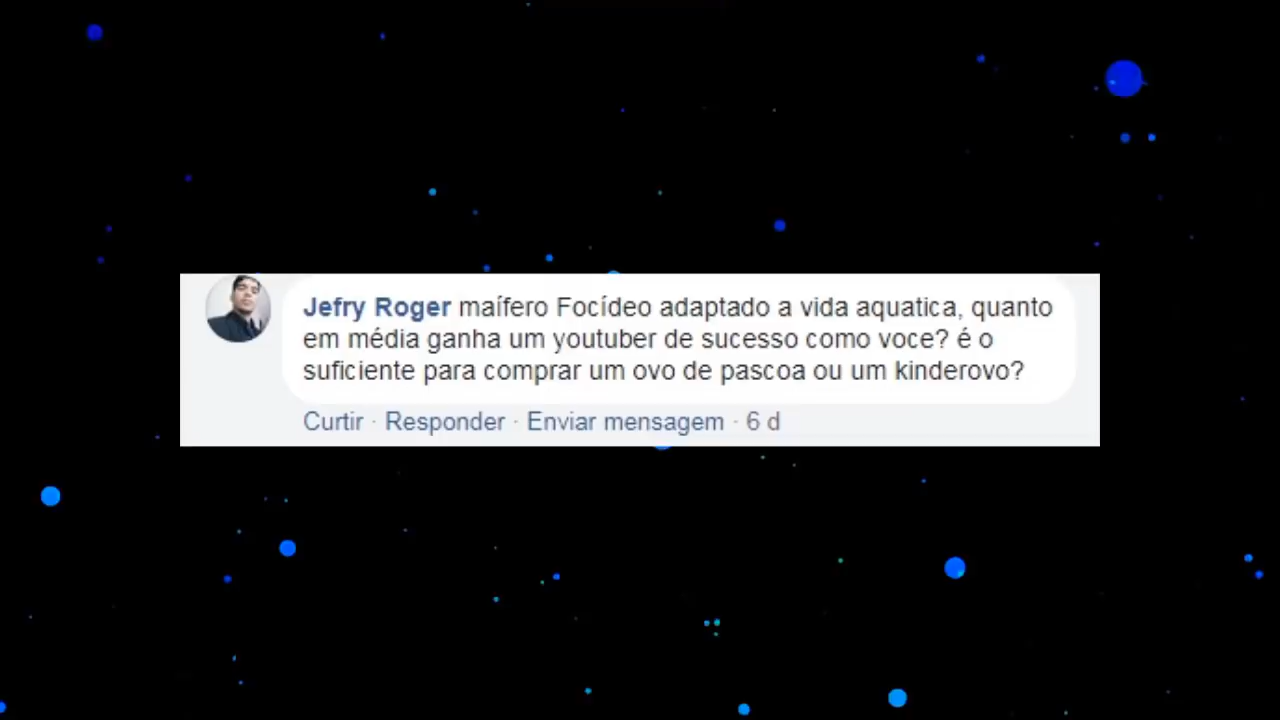 Jefry Roger maífero Focídeo adaptado a vida aquatica, quanto
em média ganha um youtuber de sucesso como voce? é o
suficiente para comprar um ovo de pascoa ou um kinderovo?
Curtir · Responder · Enviar mensagem · 6 d